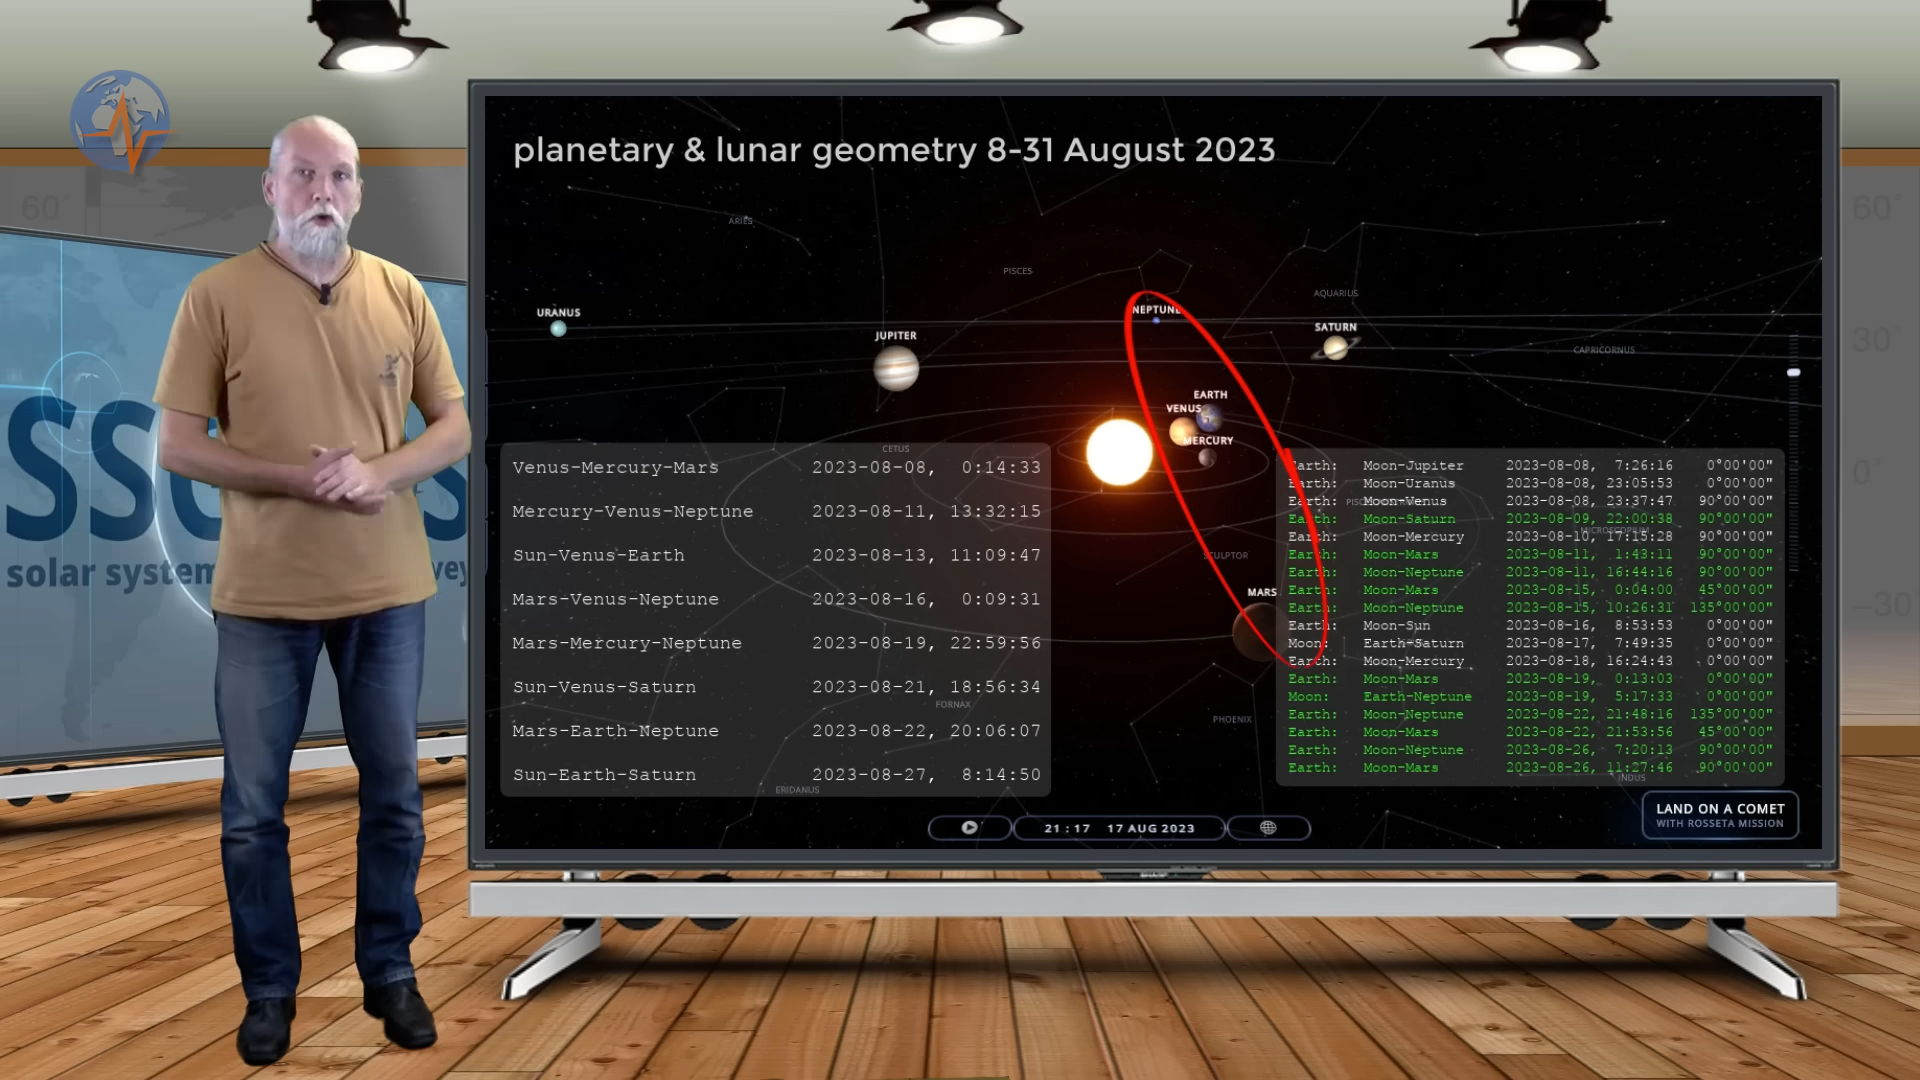 planetary & lunar geometry 8-31 August 2023
60°
60°
ARIES
PISCES
AQUARIUS
URANUS
NEPTUNE
SATURN
JUPITER
30°
CAPRICORNUS
EARTH
VENUS
MERCURY
CETUS
Venus-Mercury-Mars 2023-08-08, 0:14:33
Mercury-Venus-Neptune 2023-08-11, 13:32:15
Sun-Venus-Earth 2023-08-13, 11:09:47
Mars-Venus-Neptune 2023-08-16, 0:09:31
Mars-Mercury-Neptune 2023-08-19, 22:59:56
Sun-Venus-Saturn 2023-08-21, 18:56:34
Mars-Earth-Neptune 2023-08-22, 20:06:07
Sun-Earth-Saturn 2023-08-27, 8:14:50
Earth: Moon-Jupiter 2023-08-08, 7:26:16 0°00'00"
Earth: Moon-Uranus 2023-08-08, 23:05:53 0°00'00"
Earth: Moon-Venus 2023-08-08, 23:37:47 90°00'00"
Earth: Moon-Saturn 2023-08-09, 22:00:38 90°00'00"
Earth: Moon-Mercury 2023-08-10, 17:15:28 90°00'00"
Earth: Moon-Mars 2023-08-11, 1:43:11 90°00'00"
Earth: Moon-Neptune 2023-08-11, 16:44:16 90°00'00"
Earth: Moon-Mars 2023-08-15, 0:04:00 45°00'00"
Earth: Moon-Neptune 2023-08-15, 10:26:31 135°00'00"
Earth: Moon-Sun 2023-08-16, 8:53:53 0°00'00"
Moon: Earth-Saturn 2023-08-17, 7:49:35 0°00'00"
Earth: Moon-Mercury 2023-08-18, 16:24:43 0°00'00"
Earth: Moon-Mars 2023-08-19, 0:13:03 0°00'00"
Moon: Earth-Neptune 2023-08-19, 5:17:33 0°00'00"
Earth: Moon-Neptune 2023-08-22, 21:48:16 135°00'00"
Earth: Moon-Mars 2023-08-22, 21:53:56 45°00'00"
Earth: Moon-Neptune 2023-08-26, 7:20:13 90°00'00"
Earth: Moon-Mars 2023-08-26, 11:27:46 90°00'00"
0°
MICROSCOPIUM
SCULPTOR
MARS
-30°
FORNAX
PHOENIX
INDUS
ERIDANUS
solar system
LAND ON A COMET
WITH ROSSETA MISSION
21 : 17 17 AUG 2023